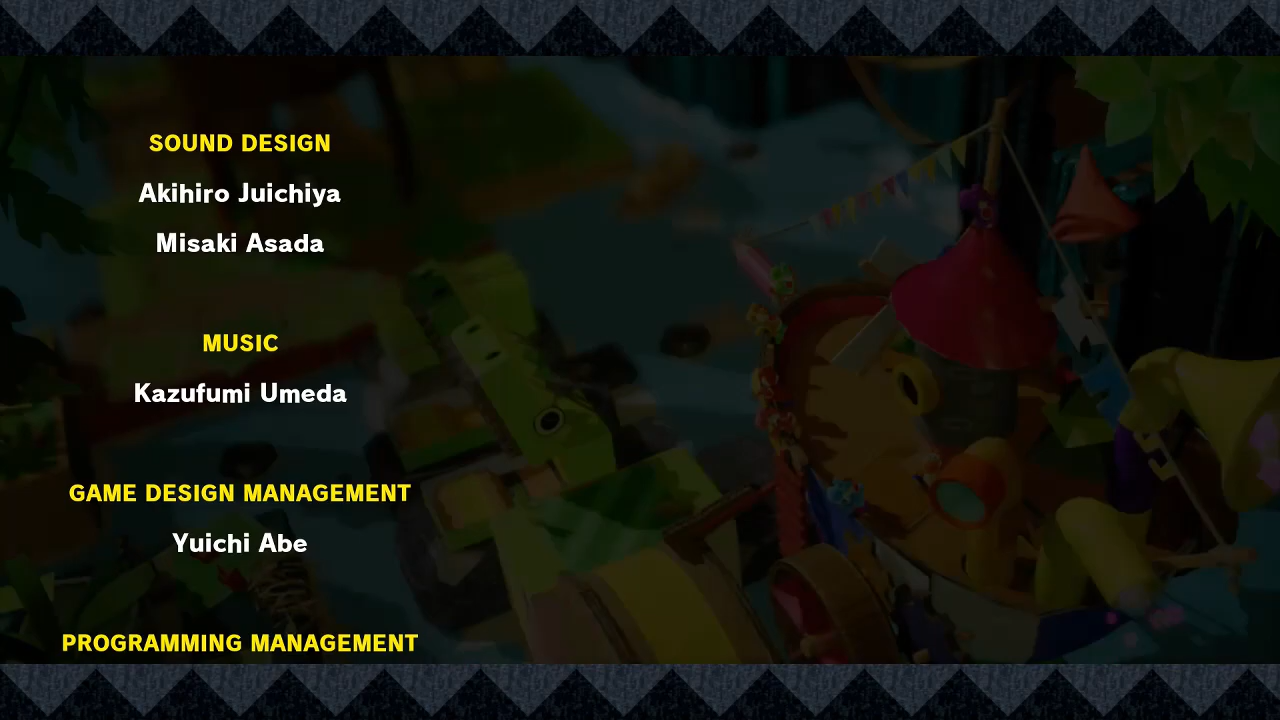 SOUND DESIGN
Akihiro Juichiya
Misaki Asada
MUSIC
Kazufumi Umeda
GAME DESIGN MANAGEMENT
Yuichi Abe
PROGRAMMING MANAGEMENT